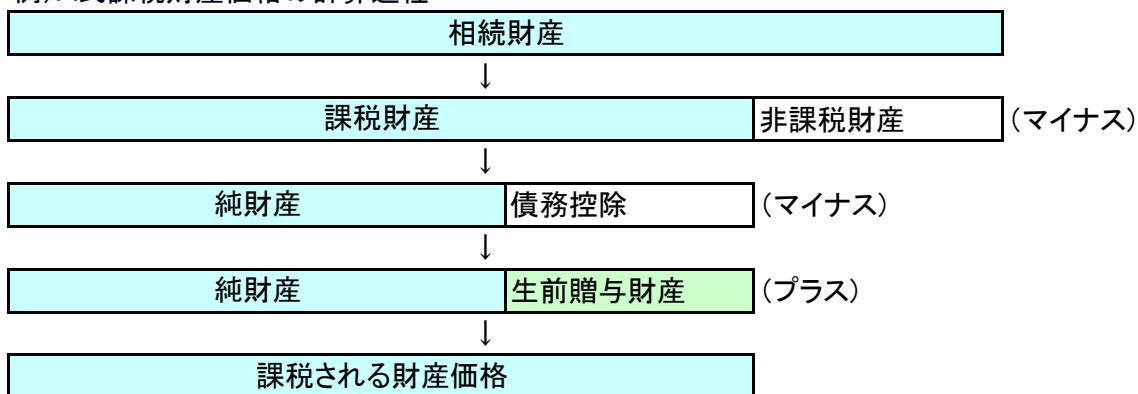 相続財産
↓
課税財産 非課税財産 （マイナス）
↓
純財産 債務控除 （マイナス）
↓
純財産 生前贈与財産 （プラス）
↓
課税される財産価格